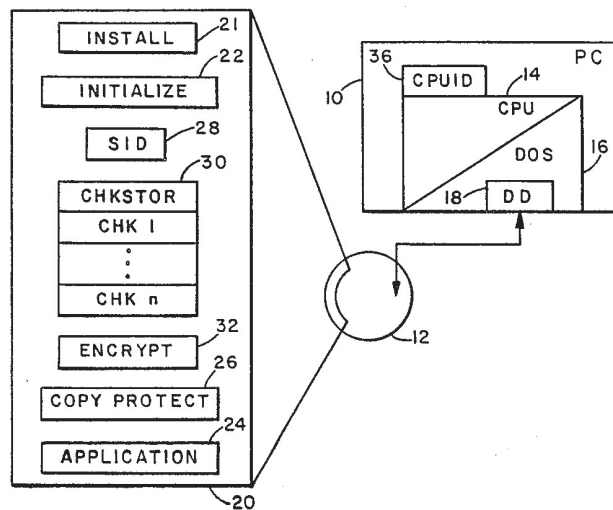 INSTALL
21
22
INITIALIZE
SID
28
30
CHKSTOR
CHK 1
CHK n
32
ENCRYPT
26
COPY PROTECT
24
APPLICATION
20
PC
36
CPUID
14
10
CPU
DOS
16
18
DD
12